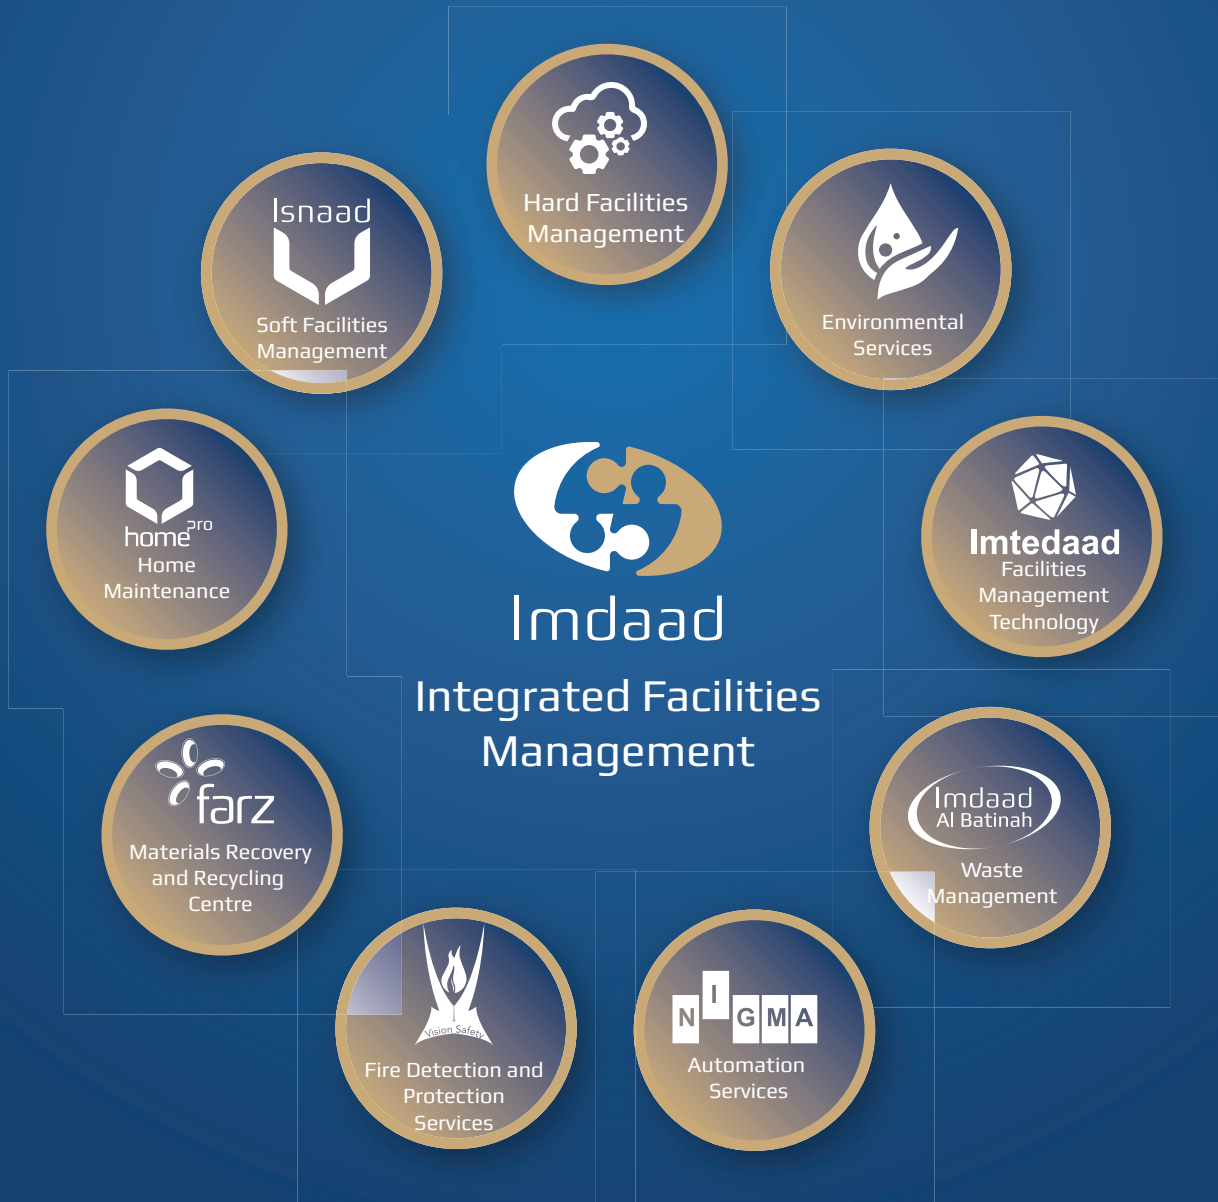 Hard Facilities
Management
Isnaad
Soft Facilities
Management
Environmental
Services
home pro
Home
Maintenance
Imtedaad
Facilities
Management
Technology
Imdaad
Integrated Facilities
Management
farz
Materials Recovery
and Recycling
Centre
Imdaad
Al Batinah
Waste
Management
Vision Safety
Fire Detection and
Protection
Services
NIGMA
Automation
Services